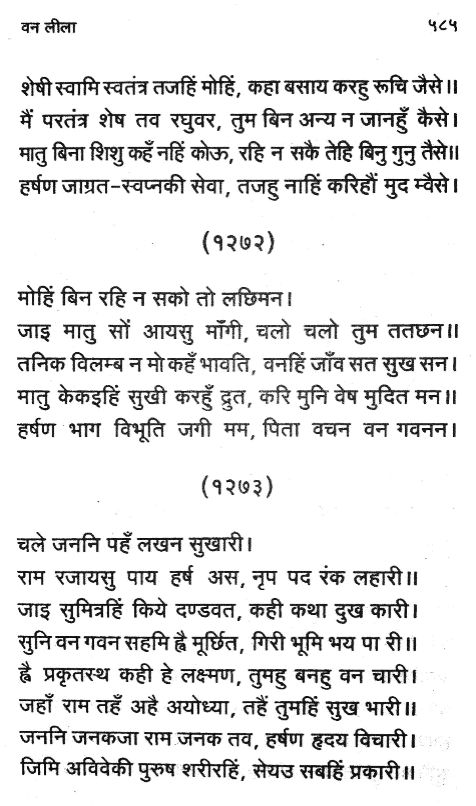 वन लीला
५८५
शेषी स्वामि स्वतंत्र तजहिं मोहिं, कहा बसाय करहु रूचि जैसे॥
मैं परतंत्र शेष तव रघुवर, तुम बिन अन्य न जानहुँ कैसे।
मातु बिना शिशु कहँ नहिं कोऊ, रहि न सकै तेहि बिनु गुनु तैसे॥
हर्षण जाग्रत-स्वप्नकी सेवा, तजहु नाहिं करिहौं मुद म्वैसे।
(१२७२)
मोहिं बिन रहि न सको तो लछिमन।
जाइ मातु सों आयसु माँगी, चलो चलो तुम ततछन॥
तनिक विलम्ब न मो कहँ भावति, वनहिं जाँव सत सुख सन।
मातु केकइहिं सुखी करहुँ द्रुत, करि मुनि वेष मुदित मन॥
हर्षण भाग विभूति जगी मम, पिता वचन वन गवनन।
(१२७३)
चले जननि पहँ लखन सुखारी।
राम रजायसु पाय हर्ष अस, नृप पद रंक लहारी॥
जाइ सुमित्रहिं किये दण्डवत, कही कथा दुख कारी।
सुनि वन गवन सहमि ह्वै मूर्छित, गिरी भूमि भय पा री॥
ह्वै प्रकृतस्थ कही हे लक्ष्मण, तुमहु बनहु वन चारी।
जहाँ राम तहँ अहै अयोध्या, तहैं तुमहिं सुख भारी॥
जननि जनकजा राम जनक तव, हर्षण हृदय विचारी।
जिमि अविवेकी पुरुष शरीरहिं, सेयउ सबहिं प्रकारी॥